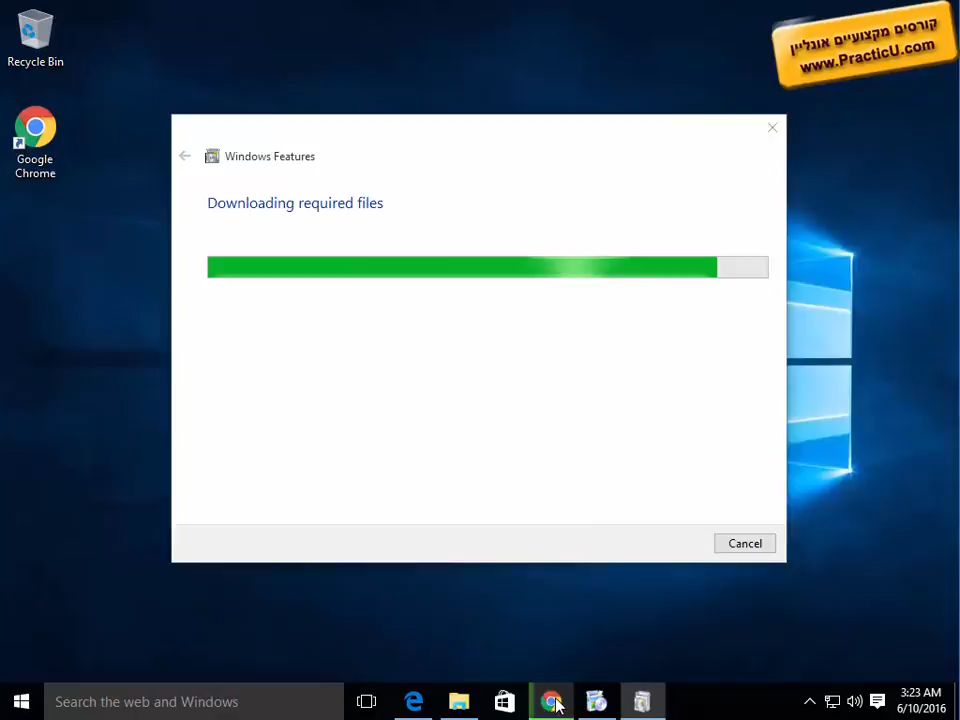 Recycle Bin
Google
Chrome
קורסים מקצועיים אונליין
www.PracticU.com
Windows Features
Downloading required files
Cancel
Search the web and Windows
3:23 AM
6/10/2016